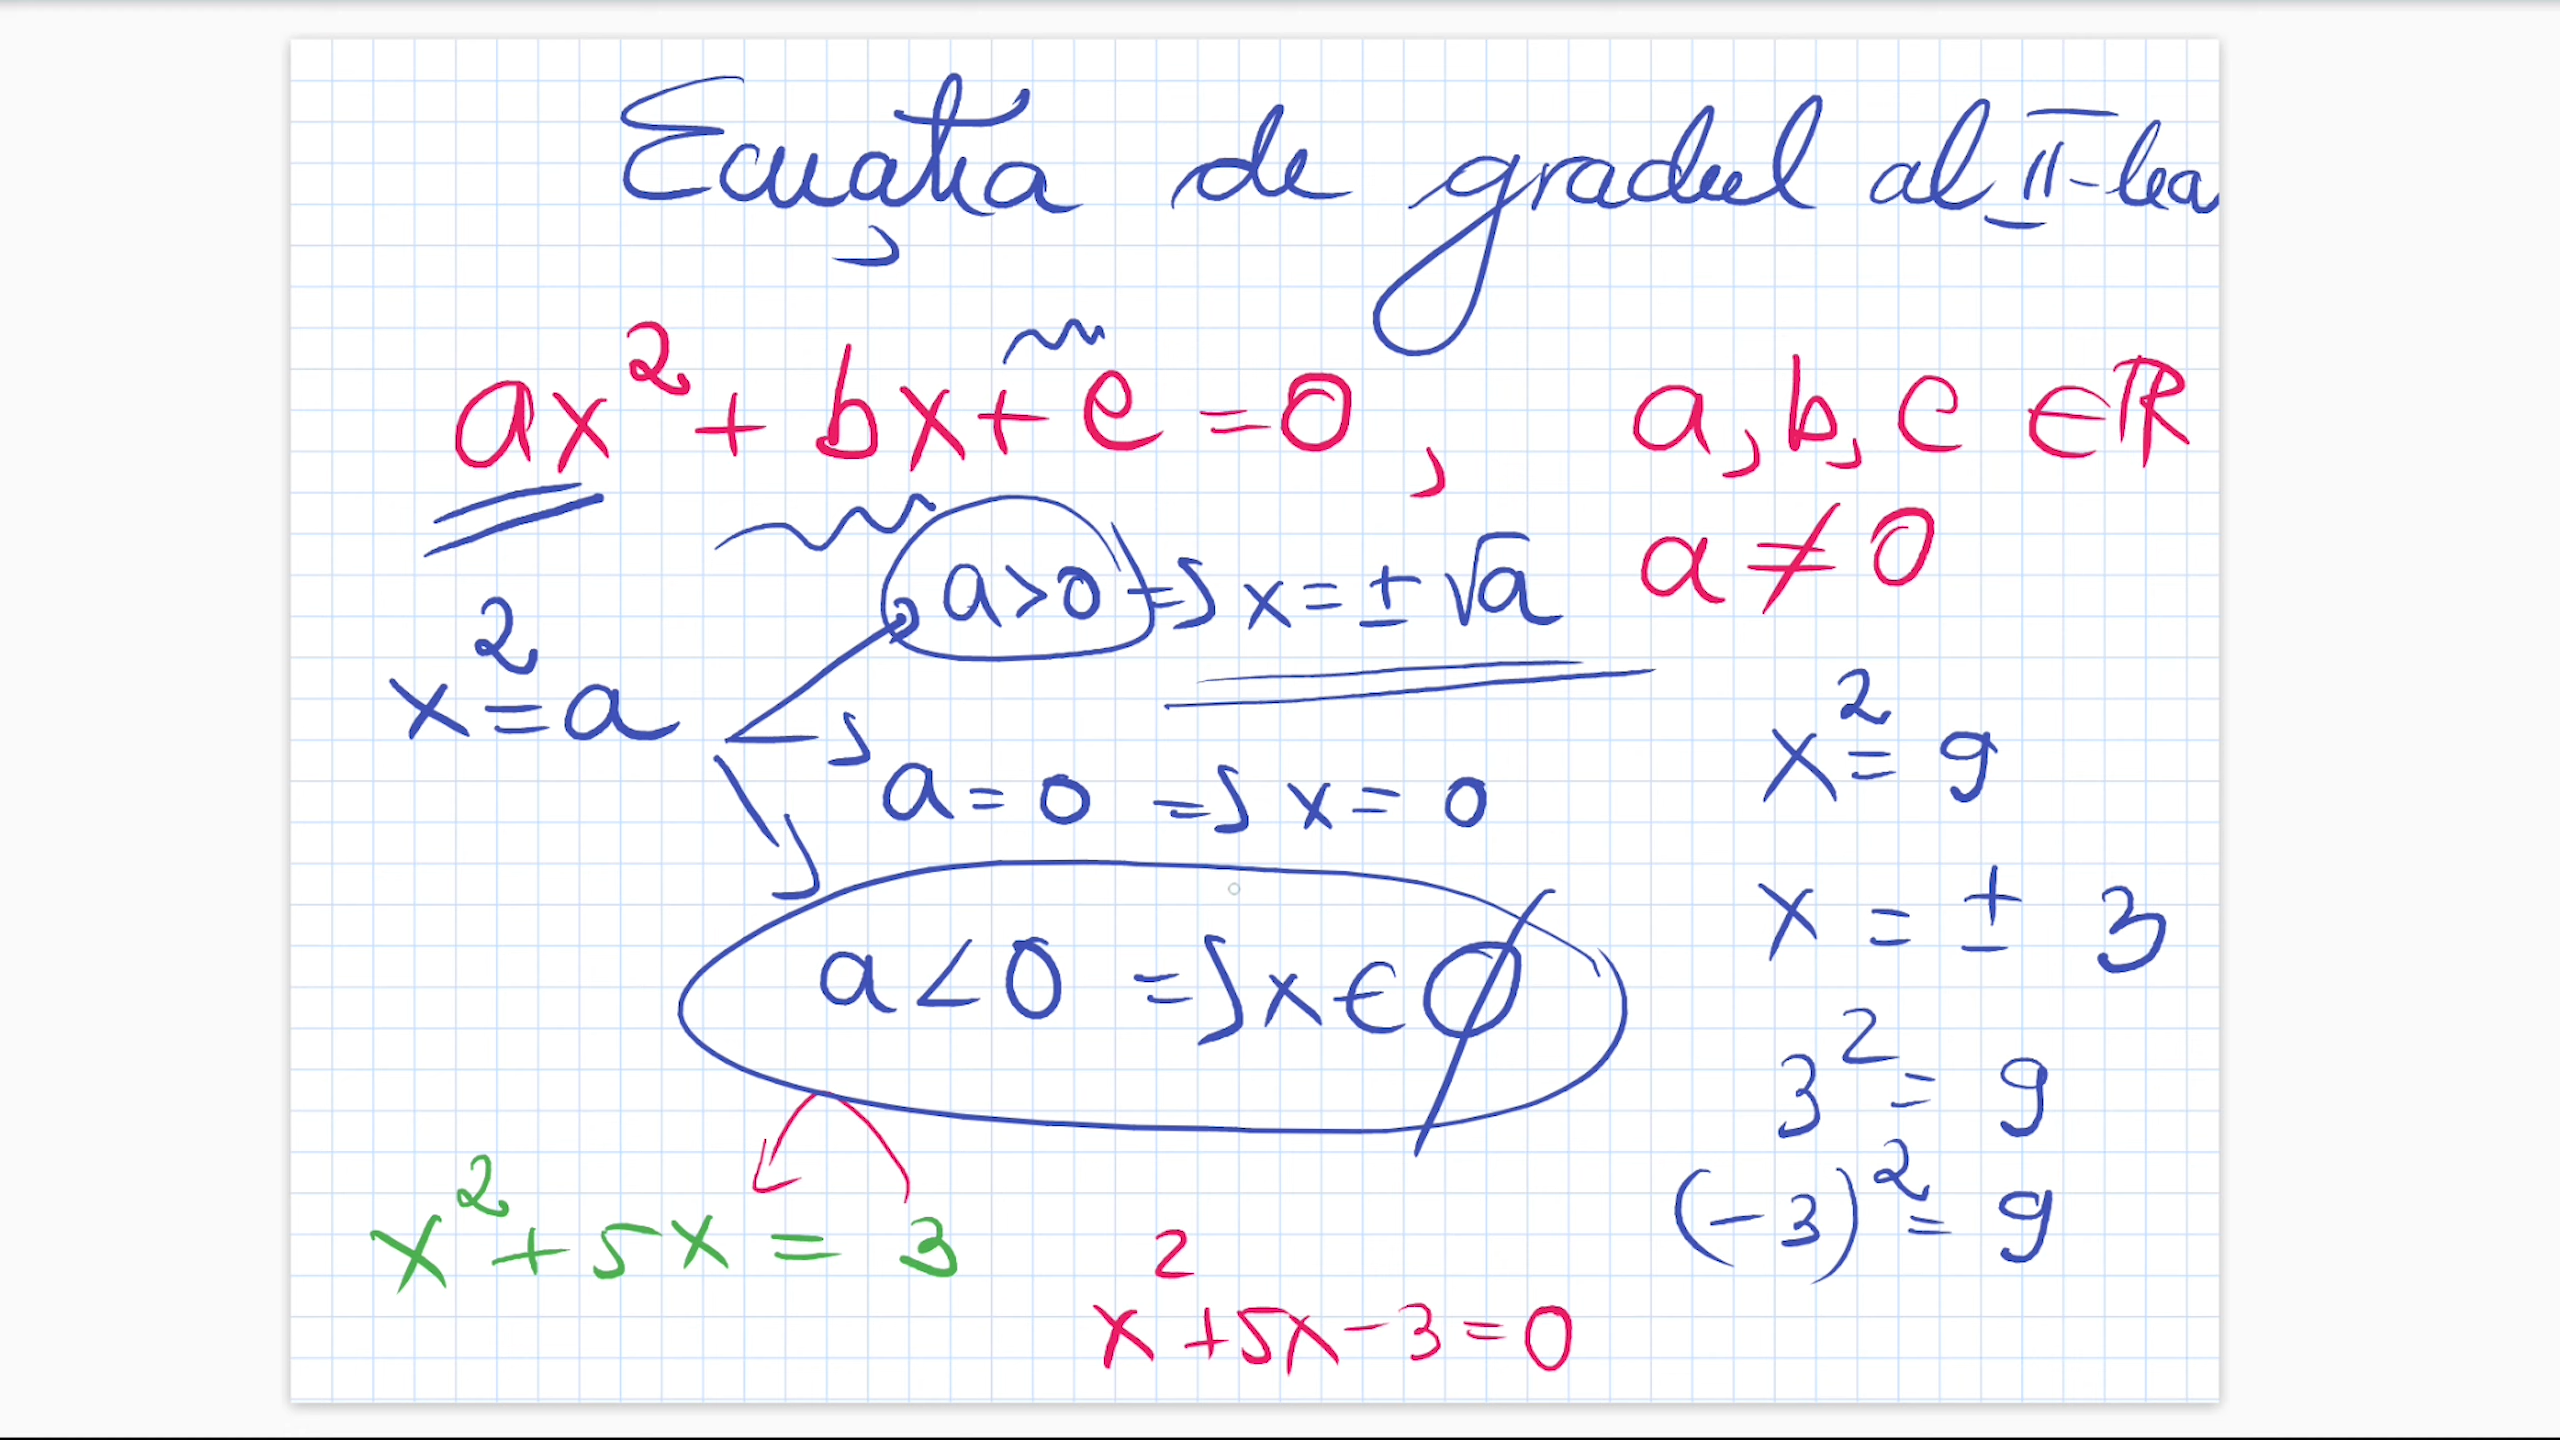 Ecuația de gradul al II-lea
ax² + bx + c = 0, a, b, c ∈ ℝ
a ≠ 0
a > 0 => x = ± √a
x² = a
a = 0 => x = 0
a < 0 => x ∈ ∅
x² = 9
x = ± 3
3² = 9
(-3)² = 9
x² + 5x = 3
x² + 5x - 3 = 0